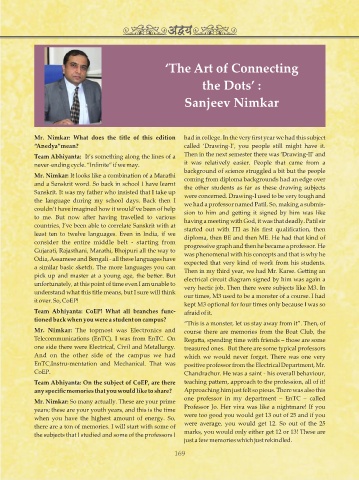 अद्वैय
‘The Art of Connecting
the Dots’ :
Sanjeev Nimkar
Mr. Nimkar: What does the title of this edition
“Anedya”mean?
Team Abhiyanta: It’s something along the lines of a
never-ending cycle. “Infinite” if we may.
Mr. Nimkar: It looks like a combination of a Marathi
and a Sanskrit word. So back in school I have learnt
Sanskrit. It was my father who insisted that I take up
the language during my school days. Back then I
couldn’t have imagined how it would’ve been of help
to me. But now after having travelled to various
countries, I’ve been able to correlate Sanskrit with at
least ten to twelve languages. Even in India, if we
consider the entire middle belt - starting from
Gujarati, Rajasthani, Marathi, Bhojpuri all the way to
Odia, Assamese and Bengali - all these languages have
a similar basic sketch. The more languages you can
pick up and master at a young age, the better. But
unfortunately, at this point of time even I am unable to
understand what this title means, but I sure will think
it over. So, CoEP!
Team Abhiyanta: CoEP! What all branches func-
tioned back when you were a student on campus?
Mr. Nimkar: The topmost was Electronics and
Telecommunications (EnTC). I was from EnTC. On
one side there were Electrical, Civil and Metallurgy.
And on the other side of the campus we had
EnTC,Instru-mentation and Mechanical. That was
CoEP.
Team Abhiyanta: On the subject of CoEP, are there
any specific memories that you would like to share?
Mr. Nimkar: So many actually. These are your prime
years; these are your youth years, and this is the time
when you have the highest amount of energy. So,
there are a ton of memories. I will start with some of
the subjects that I studied and some of the professors I
had in college. In the very first year we had this subject
called ‘Drawing-I’, you people still might have it.
Then in the next semester there was ‘Drawing-II’ and
it was relatively easier. People that came from a
background of science struggled a bit but the people
coming from diploma backgrounds had an edge over
the other students as far as these drawing subjects
were concerned. Drawing-I used to be very tough and
we had a professor named Patil. So, making a submis-
sion to him and getting it signed by him was like
having a meeting with God, it was that deadly. Patil sir
started out with ITI as his first qualification, then
diploma, then BE and then ME. He had that kind of
progressive graph and then he became a professor. He
was phenomenal with his concepts and that is why he
expected that very kind of work from his students.
Then in my third year, we had Mr. Karse. Getting an
electrical circuit diagram signed by him was again a
very hectic job. Then there were subjects like M3. In
our times, M3 used to be a monster of a course. I had
kept M3 optional for four times only because I was so
afraid of it,
“This is a monster, let us stay away from it”. Then, of
course there are memories from the Boat Club, the
Regatta, spending time with friends – those are some
treasured ones. But there are some typical professors
which we would never forget. There was one very
positive professor from the Electrical Department, Mr.
Chandrachur. He was a saint - his overall behaviour,
teaching pattern, approach to the profession, all of it!
Approaching him just felt so pious. There was also this
one professor in my department – EnTC – called
Professor Jo. Her viva was like a nightmare! If you
were too good you would get 13 out of 25 and if you
were average, you would get 12. So out of the 25
marks, you would only either get 12 or 13! These are
just a few memories which just rekindled.
169